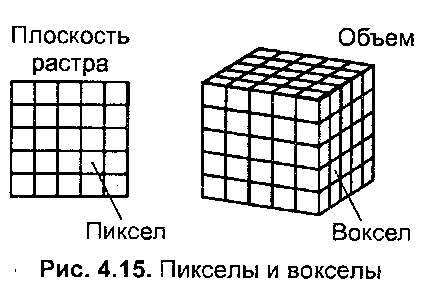 Плоскость
растра
Объем
Пиксел
Воксел
Рис. 4.15. Пикселы и вокселы